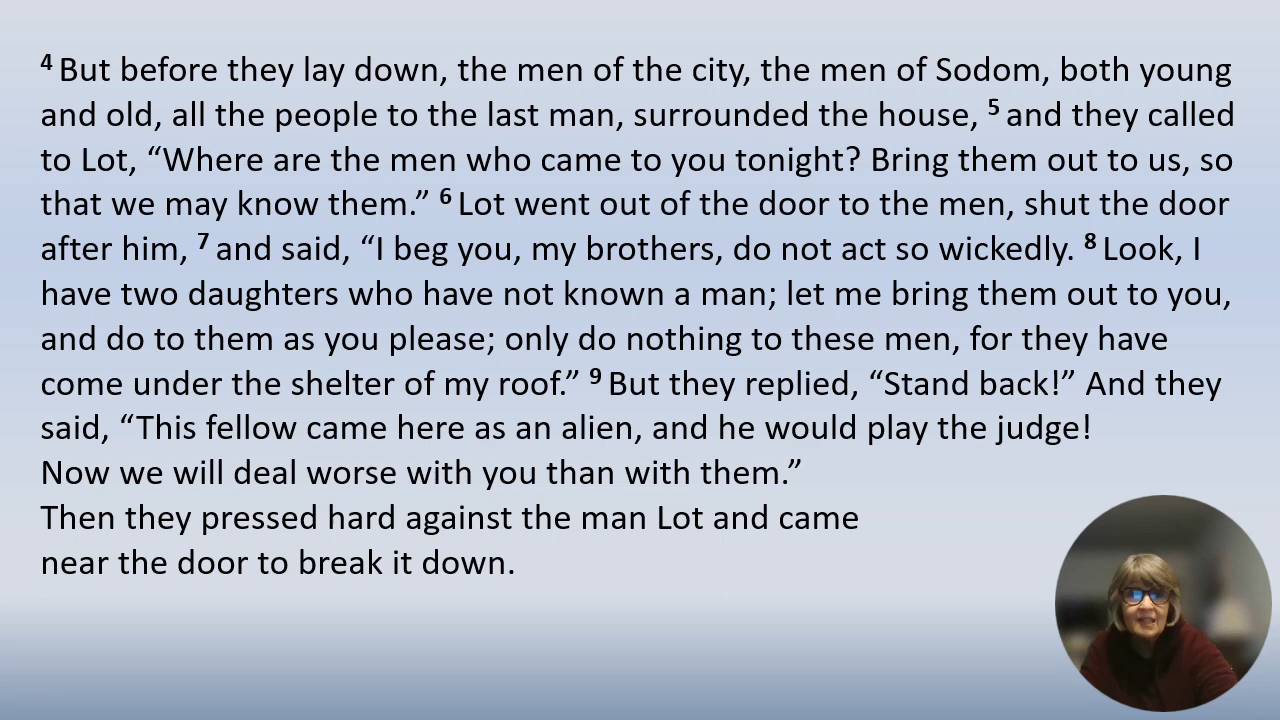 4 But before they lay down, the men of the city, the men of Sodom, both young
and old, all the people to the last man, surrounded the house, 5 and they called
to Lot, “Where are the men who came to you tonight? Bring them out to us, so
that we may know them.” 6 Lot went out of the door to the men, shut the door
after him, 7 and said, “I beg you, my brothers, do not act so wickedly. 8 Look, I
have two daughters who have not known a man; let me bring them out to you,
and do to them as you please; only do nothing to these men, for they have
come under the shelter of my roof.” 9 But they replied, “Stand back!” And they
said, “This fellow came here as an alien, and he would play the judge!
Now we will deal worse with you than with them.”
Then they pressed hard against the man Lot and came
near the door to break it down.